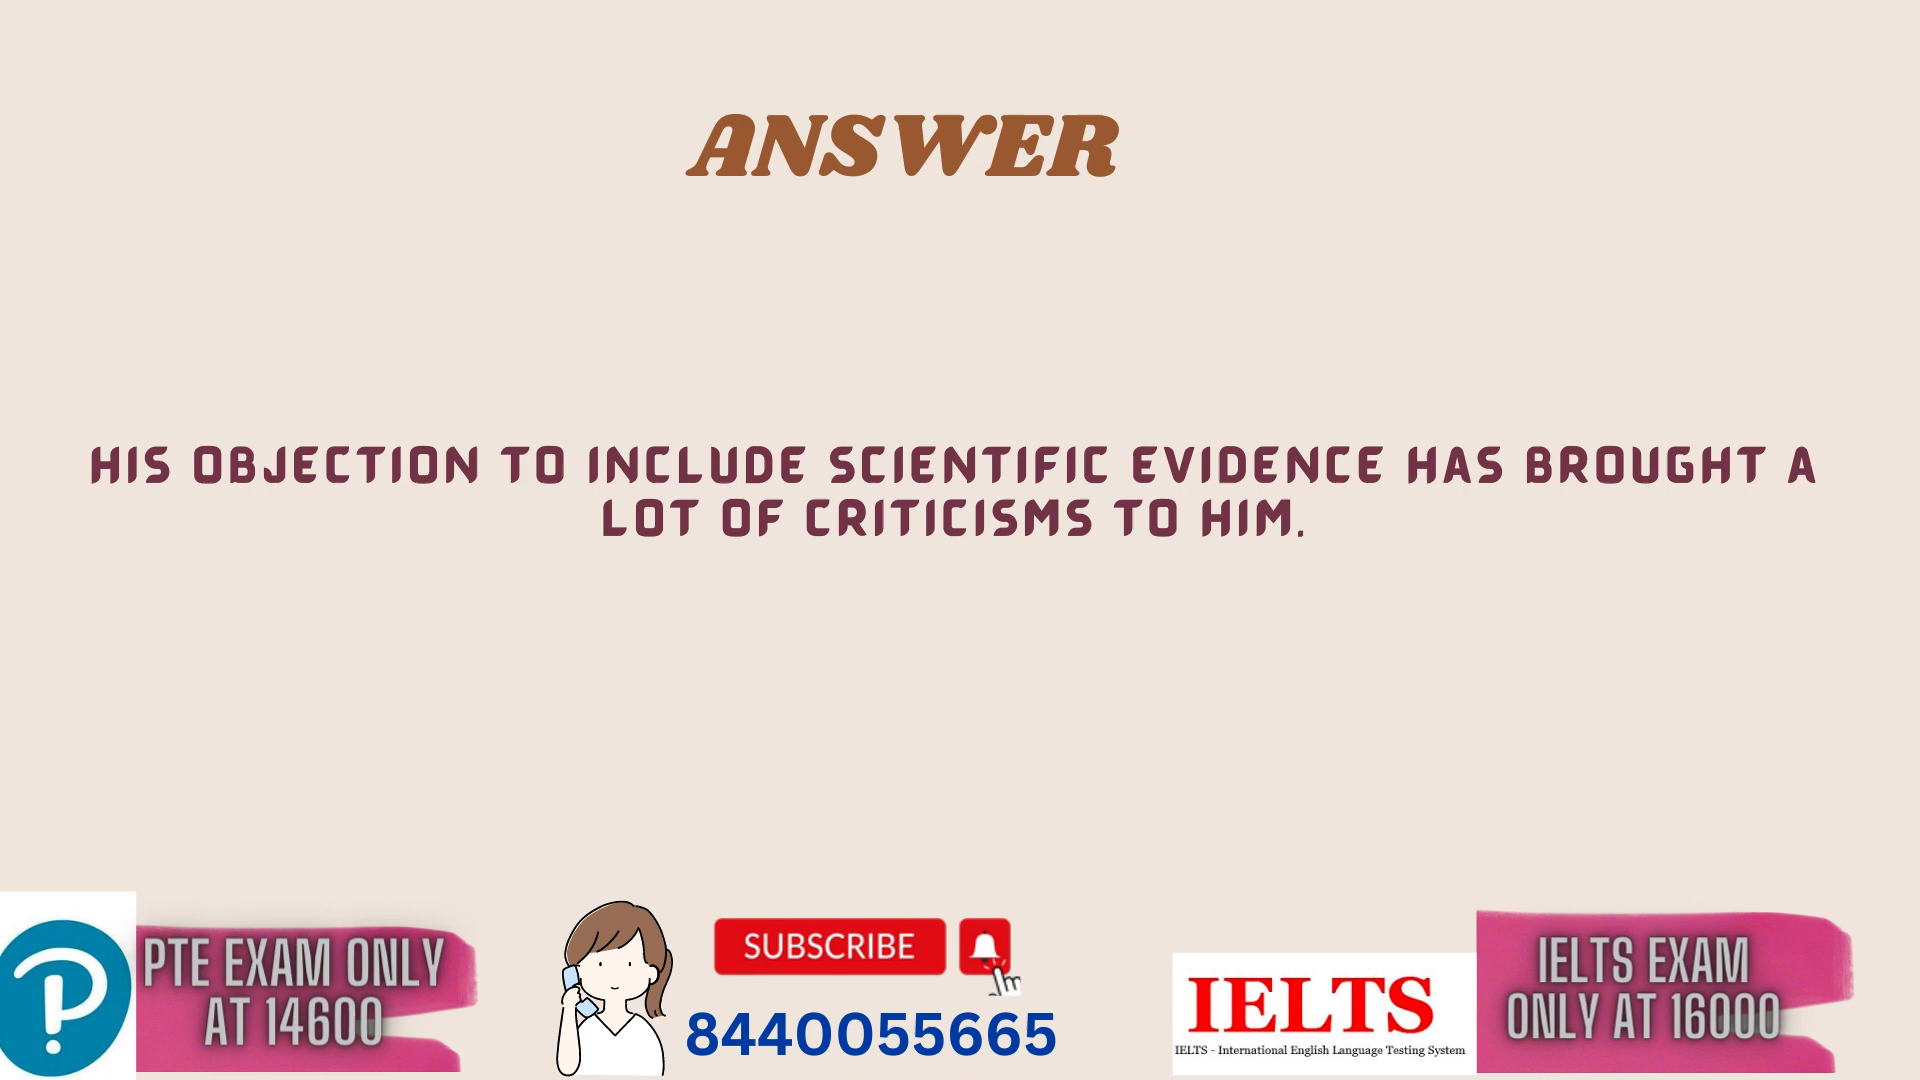 ANSWER
HIS OBJECTION TO INCLUDE SCIENTIFIC EVIDENCE HAS BROUGHT A
LOT OF CRITICISMS TO HIM.
PTE EXAM ONLY
AT 14600
SUBSCRIBE
8440055665
IELTS
IELTS - International English Language Testing System
IELTS EXAM
ONLY AT 16000